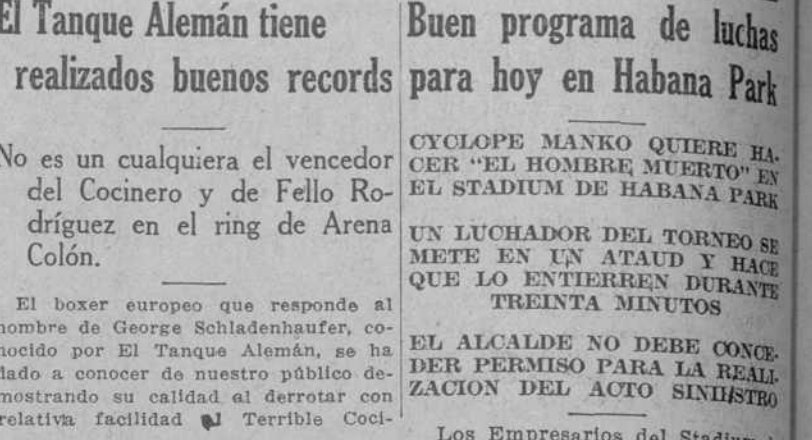 El Tanque Alemán tiene
realizados buenos records
No es un cualquiera el vencedor
del Cocinero y de Fello Ro-
dríguez en el ring de Arena
Colón.
El boxer europeo que responde al
nombre de George Schladenhaufer, co-
nocido por El Tanque Alemán, se ha
dado a conocer de nuestro público de-
mostrando su calidad al derrotar con
relativa facilidad al Terrible Coci-
Buen programa de luchas
para hoy en Habana Park
CYCLOPE MANKO QUIERE HA-
CER "EL HOMBRE MUERTO" EN
EL STADIUM DE HABANA PARK
UN LUCHADOR DEL TORNEO SE
METE EN UN ATAUD Y HACE
QUE LO ENTIERREN DURANTE
TREINTA MINUTOS
EL ALCALDE NO DEBE CONCE-
DER PERMISO PARA LA REALI-
ZACION DEL ACTO SINIESTRO
Los Empresarios del Stadium